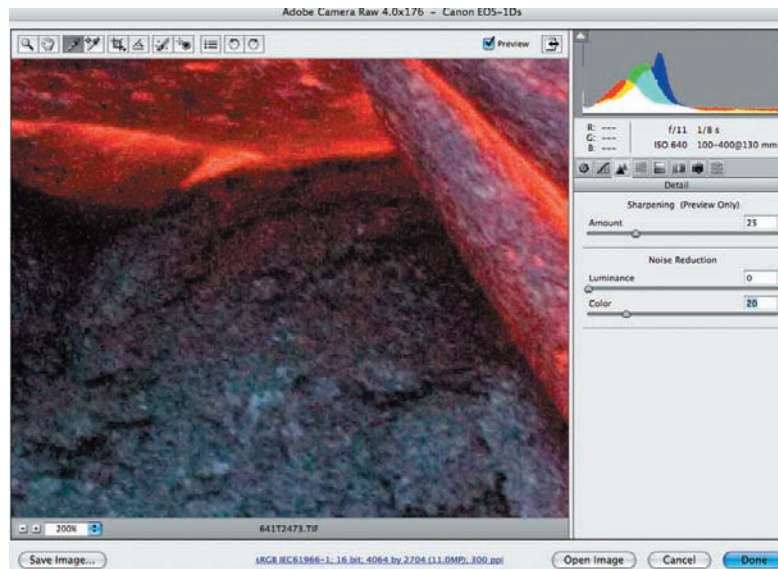 Adobe Camera Raw 4.0x176 – Canon EOS-1Ds
Preview
R: ---
G: ---
B: ---
f/11 1/8 s
ISO 640 100-400@130 mm
Detail
Sharpening (Preview Only)
Amount 25
Noise Reduction
Luminance 0
Color 20
200%
641T2473.TIF
Save Image...
sRGB IEC61966-1; 16 bit; 4064 by 2704 (11.0MP); 300 ppi
Open Image
Cancel
Done